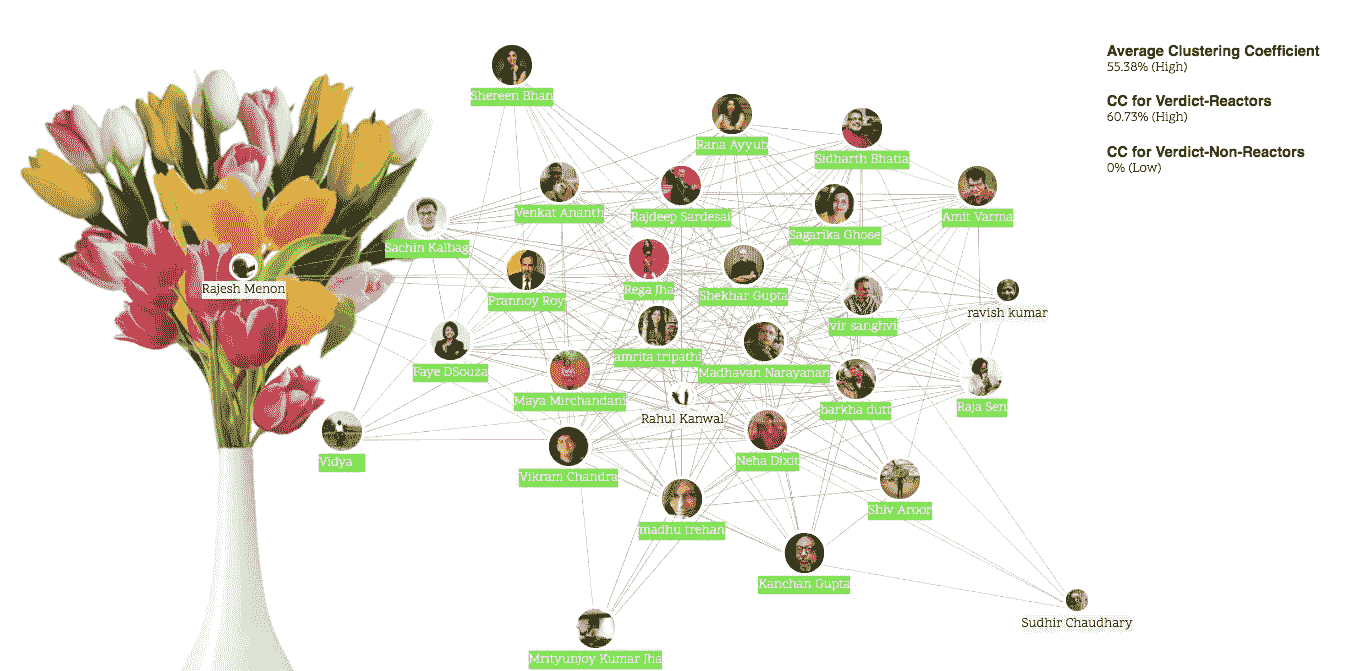 Average Clustering Coefficient
55.38% (High)
CC for Verdict-Reactors
60.73% (High)
CC for Verdict-Non-Reactors
0% (Low)
Shereen Bhan
Rana Ayyub
Sidharth Bhatia
Venkat Ananth
Rajdeep Sardesai
Amit Varma
Sagarika Ghose
Sachin Kalbag
Rajesh Menon
Prannoy Roy
Rega Jha
Shekhar Gupta
ravish kumar
vir sanghvi
amrita tripathi
Faye DSouza
Madhavan Narayanan
Maya Mirchandani
barkha dutt
Raja Sen
Rahul Kanwal
Vidya
Neha Dixit
Vikram Chandra
Shiv Aroor
madhu trehan
Kanchan Gupta
Sudhir Chaudhary
Mrityunjoy Kumar Jha